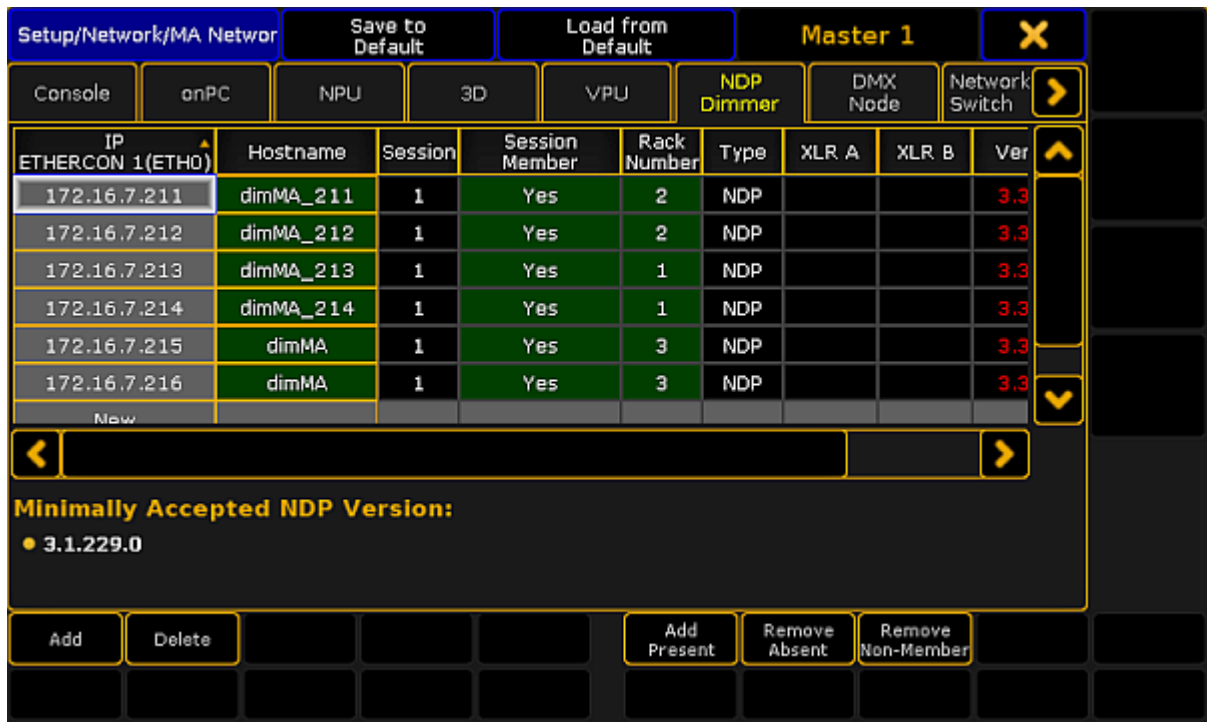 Setup/Network/MA Networ
Save to
Default
Load from
Default
Master 1
Console
onPC
NPU
3D
VPU
NDP
Dimmer
DMX
Node
Network
Switch
IP
ETHERCON 1(ETH0)
Hostname
Session
Session
Member
Rack
Number
Type
XLR A
XLR B
Ver
172.16.7.211 dimMA_211 1 Yes 2 NDP 3.3
172.16.7.212 dimMA_212 1 Yes 2 NDP 3.3
172.16.7.213 dimMA_213 1 Yes 1 NDP 3.3
172.16.7.214 dimMA_214 1 Yes 1 NDP 3.3
172.16.7.215 dimMA 1 Yes 3 NDP 3.3
172.16.7.216 dimMA 1 Yes 3 NDP 3.3
New
Minimally Accepted NDP Version:
3.1.229.0
Add
Delete
Add
Present
Remove
Absent
Remove
Non-Member